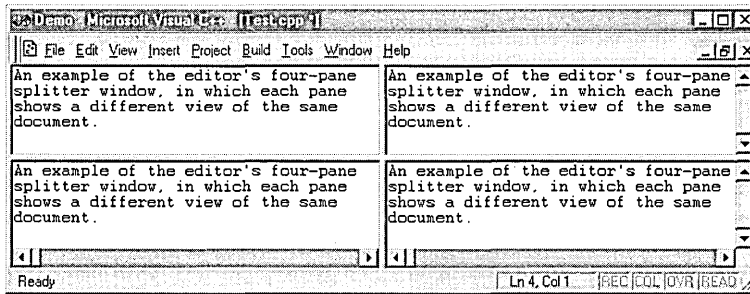 Demo - Microsoft Visual C++ - [Test.cpp *]
File Edit View Insert Project Build Tools Window Help
An example of the editor's four-pane
splitter window, in which each pane
shows a different view of the same
document.
An example of the editor's four-pane
splitter window, in which each pane
shows a different view of the same
document.
An example of the editor's four-pane
splitter window, in which each pane
shows a different view of the same
document.
An example of the editor's four-pane
splitter window, in which each pane
shows a different view of the same
document.
Ready Ln 4, Col 1 REC COL OVR READ